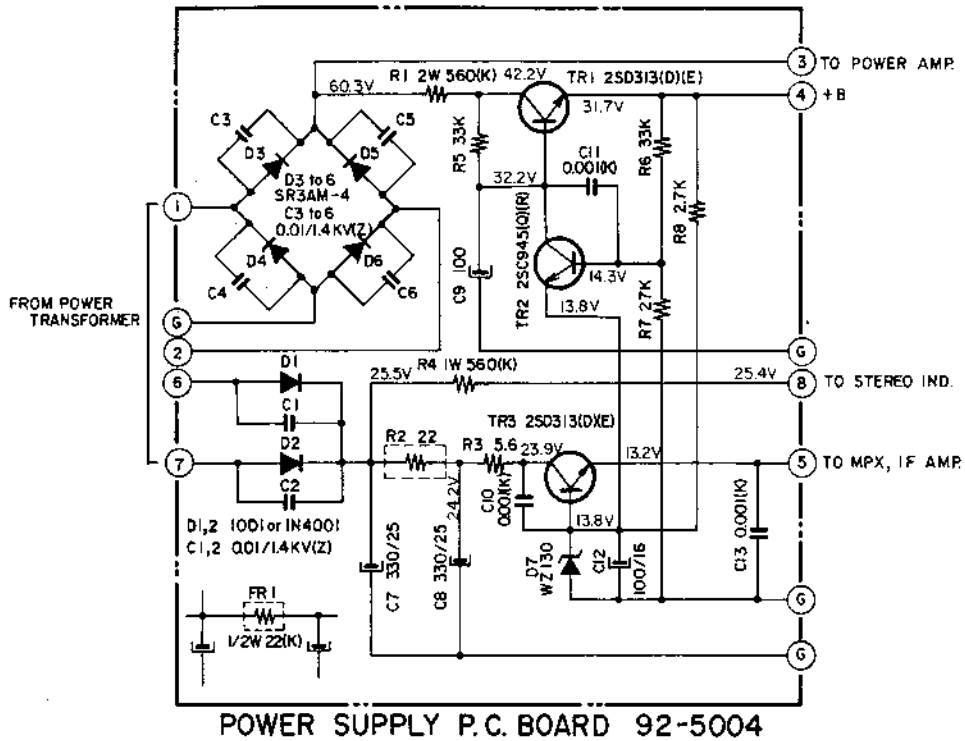 3 TO POWER AMP.
R1 2W 560(K) 42.2V TR1 2SD313(D)(E)
60.3V
31.7V
4 +B
C3
C5
D3
D5
D3 to 6
SR3AM-4
C3 to 6
0.01/1.4KV(Z)
D4
D6
C4
C6
R5 33K
32.2V
C11
0.001(K)
R6 33K
R8 2.7K
1
C9 100
TR2 2SC945(Q)(R)
14.3V
13.8V
R7 27K
FROM POWER
TRANSFORMER
G
2
G
R4 1W 560(K)
25.5V
25.4V
8 TO STEREO IND.
6
D1
C1
TR3 2SD313(D)(E)
R2 22
R3 5.6
23.9V
13.2V
7
D2
C2
24.2V
C10
0.001(K)
5 TO MPX, IF AMP.
D1,2 10D1 or 1N4001
C1,2 0.01/1.4KV(Z)
13.8V
C7 330/25
C8 330/25
D7
WZ130
C12
100/16
C13 0.001(K)
FR1
1/2W 22(K)
G
G
POWER SUPPLY P.C. BOARD 92-5004